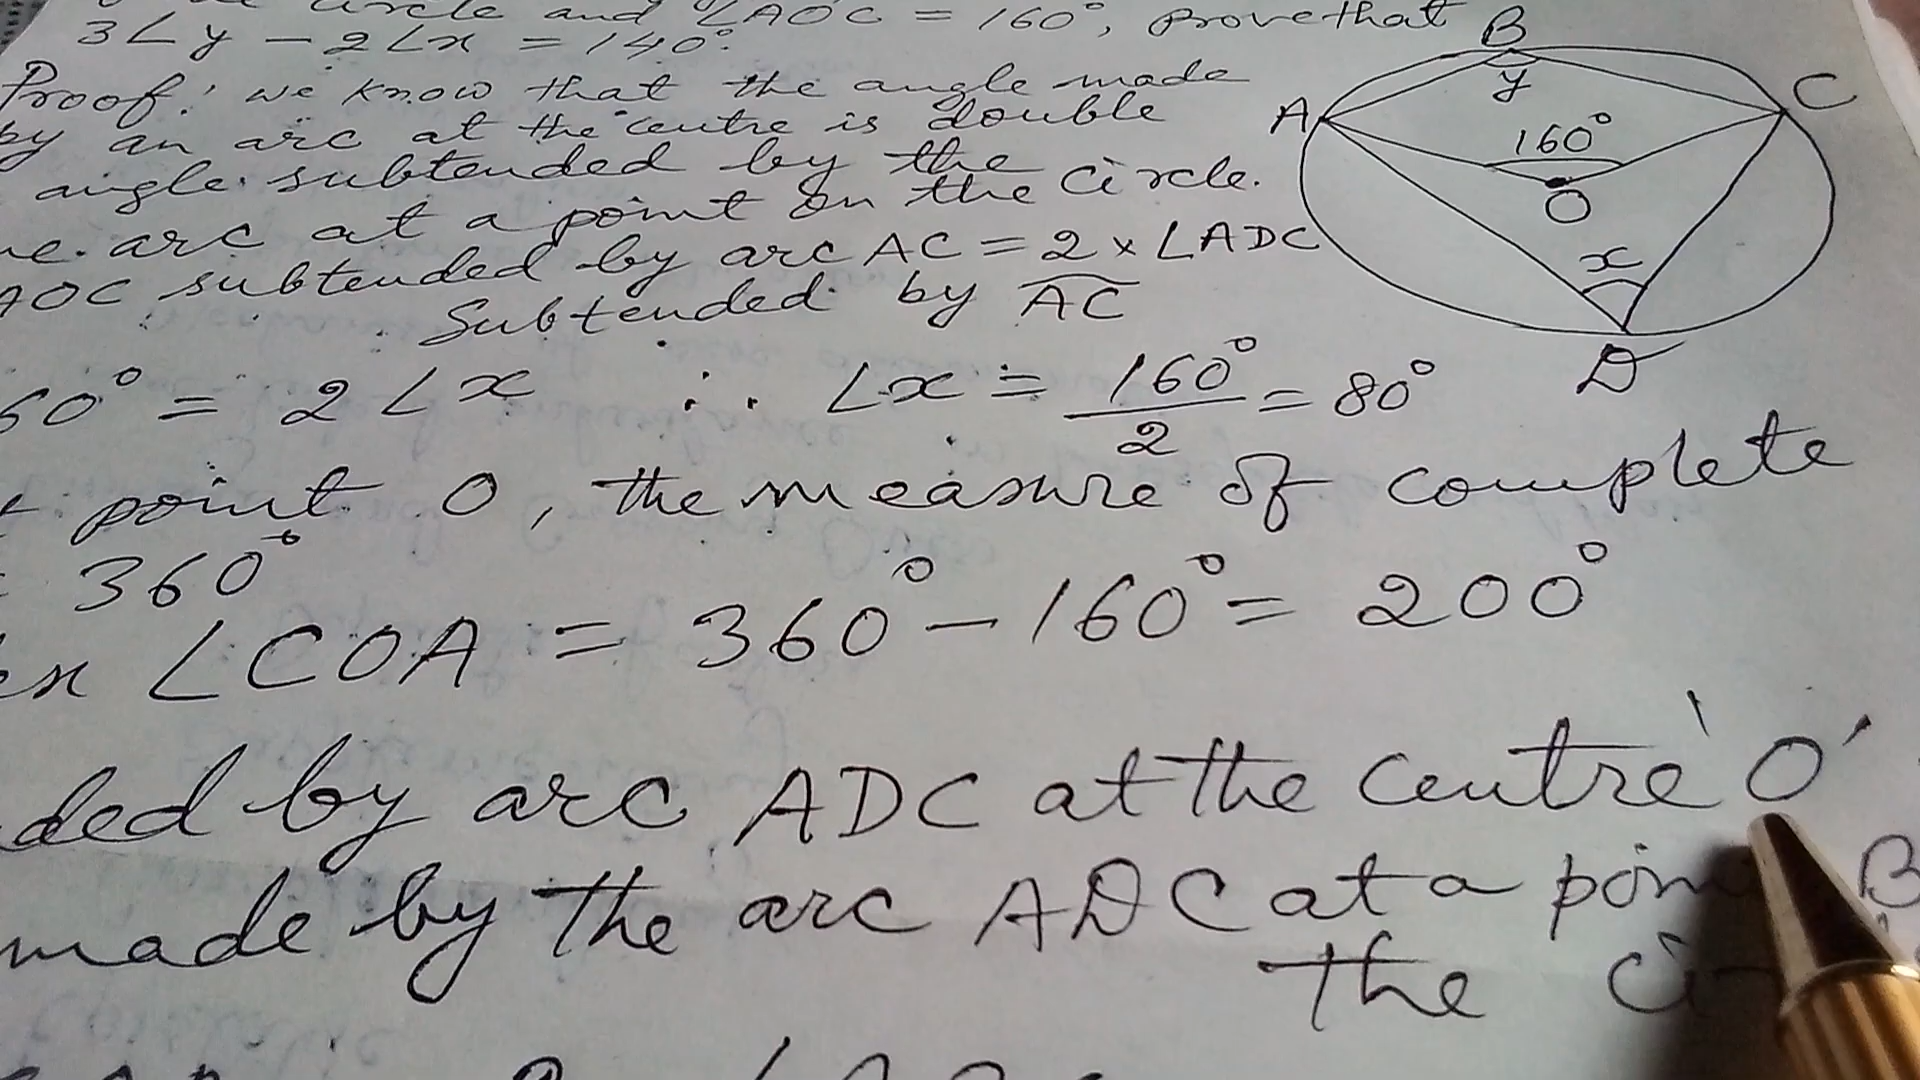 circle and ∠AOC = 160°, prove that
3∠y - 2∠x = 140°.
Proof: we know that the angle made
by an arc at the centre is double
angle subtended by the
arc at a point on the circle.
AOC subtended by arc AC = 2 x ∠ADC
Subtended by AC
60° = 2∠x ∴ ∠x = 160°/2 = 80°
point O, the measure of complete
360°
∠COA = 360° - 160° = 200°
ded by arc ADC at the centre 'O'
made by the arc ADC at a B
the
B
y
A
C
160°
O
x
D